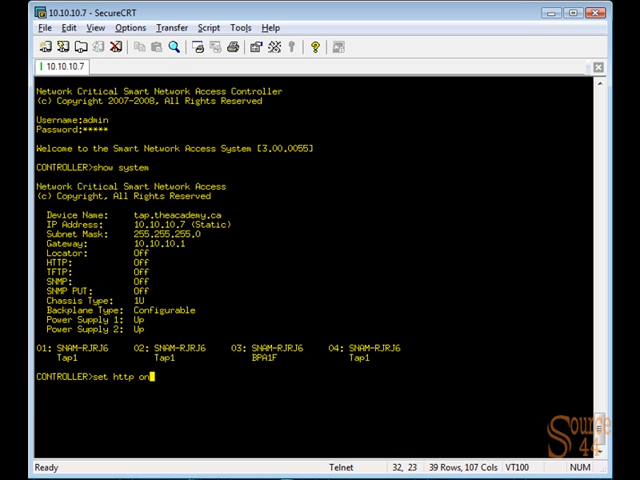 10.10.10.7 - SecureCRT
File Edit View Options Transfer Script Tools Help
10.10.10.7
Network Critical Smart Network Access Controller
(c) Copyright 2007-2008, All Rights Reserved
Username:admin
Password:*****
Welcome to the Smart Network Access System [3.00.0055]
CONTROLLER>show system
Network Critical Smart Network Access
(c) Copyright, All Rights Reserved
Device Name: tap.theacademy.ca
IP Address: 10.10.10.7 (Static)
Subnet Mask: 255.255.255.0
Gateway: 10.10.10.1
Locator: Off
HTTP: Off
TFTP: Off
SNMP: Off
SNMP PUT: Off
Chassis Type: 1U
Backplane Type: Configurable
Power Supply 1: Up
Power Supply 2: Up
01: SNAM-RJRJ6 02: SNAM-RJRJ6 03: SNAM-RJRJ6 04: SNAM-RJRJ6
Tap1 Tap1 BPA1F Tap1
CONTROLLER>set http on
Source
44
Ready Telnet 32, 23 39 Rows, 107 Cols VT100 NUM